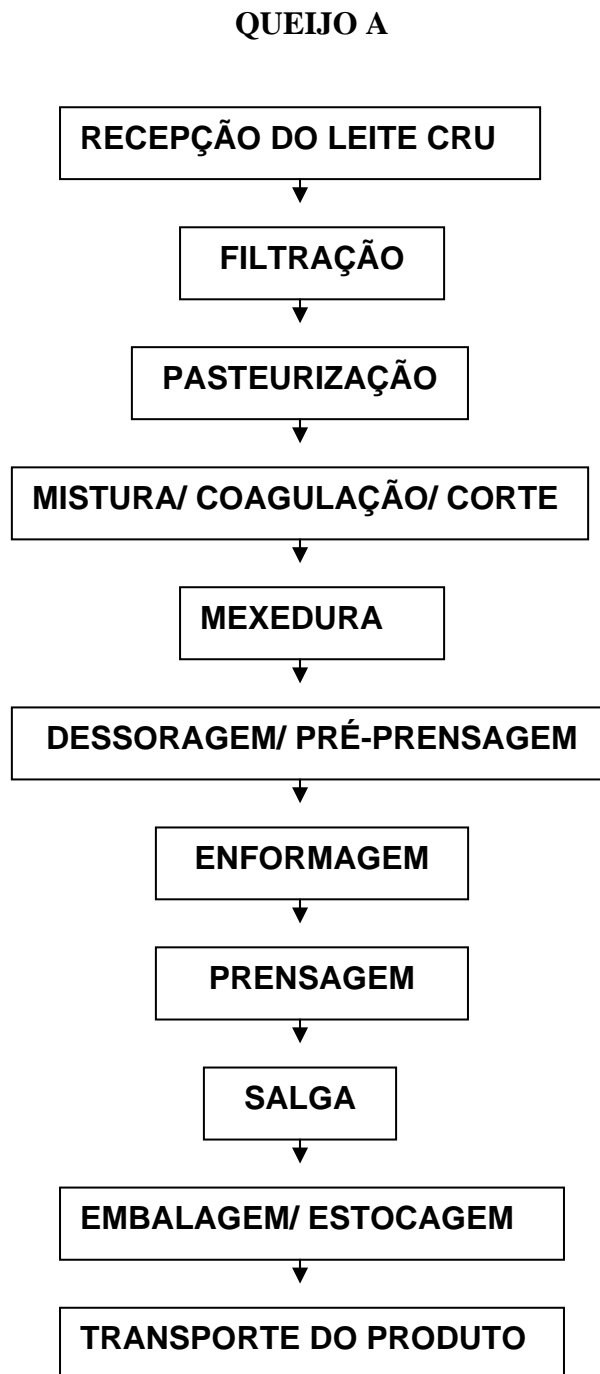 QUEIJO A
RECEPÇÃO DO LEITE CRU
FILTRAÇÃO
PASTEURIZAÇÃO
MISTURA/ COAGULAÇÃO/ CORTE
MEXEDURA
DESSORAGEM/ PRÉ-PRENSAGEM
ENFORMAGEM
PRENSAGEM
SALGA
EMBALAGEM/ ESTOCAGEM
TRANSPORTE DO PRODUTO